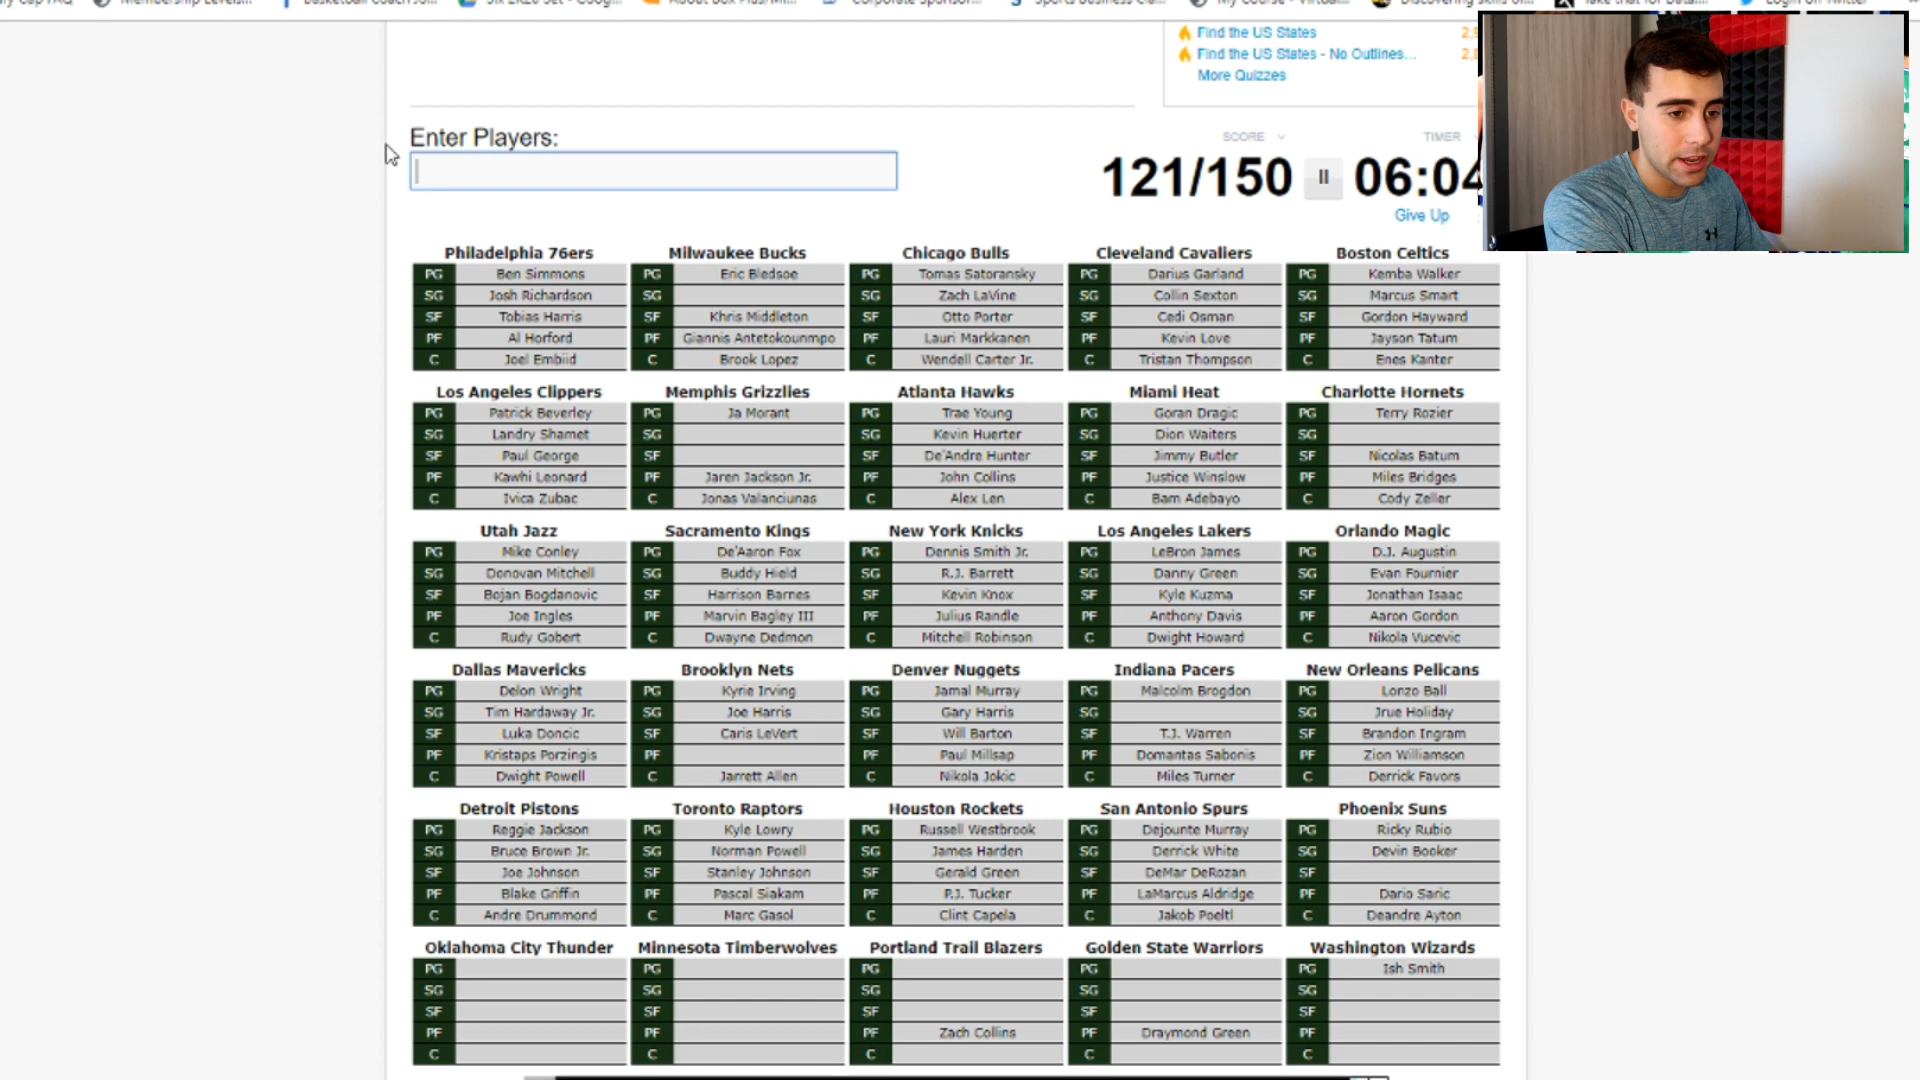 Find the US States
Find the US States - No Outlines...
More Quizzes
Enter Players:
SCORE
TIMER
121/150
06:04
Give Up
Philadelphia 76ers
PG Ben Simmons
SG Josh Richardson
SF Tobias Harris
PF Al Horford
C Joel Embiid
Milwaukee Bucks
PG Eric Bledsoe
SG
SF Khris Middleton
PF Giannis Antetokounmpo
C Brook Lopez
Chicago Bulls
PG Tomas Satoransky
SG Zach LaVine
SF Otto Porter
PF Lauri Markkanen
C Wendell Carter Jr.
Cleveland Cavaliers
PG Darius Garland
SG Collin Sexton
SF Cedi Osman
PF Kevin Love
C Tristan Thompson
Boston Celtics
PG Kemba Walker
SG Marcus Smart
SF Gordon Hayward
PF Jayson Tatum
C Enes Kanter
Los Angeles Clippers
PG Patrick Beverley
SG Landry Shamet
SF Paul George
PF Kawhi Leonard
C Ivica Zubac
Memphis Grizzlies
PG Ja Morant
SG
SF
PF Jaren Jackson Jr.
C Jonas Valanciunas
Atlanta Hawks
PG Trae Young
SG Kevin Huerter
SF De'Andre Hunter
PF John Collins
C Alex Len
Miami Heat
PG Goran Dragic
SG Dion Waiters
SF Jimmy Butler
PF Justice Winslow
C Bam Adebayo
Charlotte Hornets
PG Terry Rozier
SG
SF Nicolas Batum
PF Miles Bridges
C Cody Zeller
Utah Jazz
PG Mike Conley
SG Donovan Mitchell
SF Bojan Bogdanovic
PF Joe Ingles
C Rudy Gobert
Sacramento Kings
PG De'Aaron Fox
SG Buddy Hield
SF Harrison Barnes
PF Marvin Bagley III
C Dwayne Dedmon
New York Knicks
PG Dennis Smith Jr.
SG R.J. Barrett
SF Kevin Knox
PF Julius Randle
C Mitchell Robinson
Los Angeles Lakers
PG LeBron James
SG Danny Green
SF Kyle Kuzma
PF Anthony Davis
C Dwight Howard
Orlando Magic
PG D.J. Augustin
SG Evan Fournier
SF Jonathan Isaac
PF Aaron Gordon
C Nikola Vucevic
Dallas Mavericks
PG Delon Wright
SG Tim Hardaway Jr.
SF Luka Doncic
PF Kristaps Porzingis
C Dwight Powell
Brooklyn Nets
PG Kyrie Irving
SG Joe Harris
SF Caris LeVert
PF
C Jarrett Allen
Denver Nuggets
PG Jamal Murray
SG Gary Harris
SF Will Barton
PF Paul Millsap
C Nikola Jokic
Indiana Pacers
PG Malcolm Brogdon
SG
SF T.J. Warren
PF Domantas Sabonis
C Miles Turner
New Orleans Pelicans
PG Lonzo Ball
SG Jrue Holiday
SF Brandon Ingram
PF Zion Williamson
C Derrick Favors
Detroit Pistons
PG Reggie Jackson
SG Bruce Brown Jr.
SF Joe Johnson
PF Blake Griffin
C Andre Drummond
Toronto Raptors
PG Kyle Lowry
SG Norman Powell
SF Stanley Johnson
PF Pascal Siakam
C Marc Gasol
Houston Rockets
PG Russell Westbrook
SG James Harden
SF Gerald Green
PF P.J. Tucker
C Clint Capela
San Antonio Spurs
PG Dejounte Murray
SG Derrick White
SF DeMar DeRozan
PF LaMarcus Aldridge
C Jakob Poeltl
Phoenix Suns
PG Ricky Rubio
SG Devin Booker
SF
PF Dario Saric
C Deandre Ayton
Oklahoma City Thunder
PG
SG
SF
PF
C
Minnesota Timberwolves
PG
SG
SF
PF
C
Portland Trail Blazers
PG
SG
SF
PF Zach Collins
C
Golden State Warriors
PG
SG
SF
PF Draymond Green
C
Washington Wizards
PG Ish Smith
SG
SF
PF
C